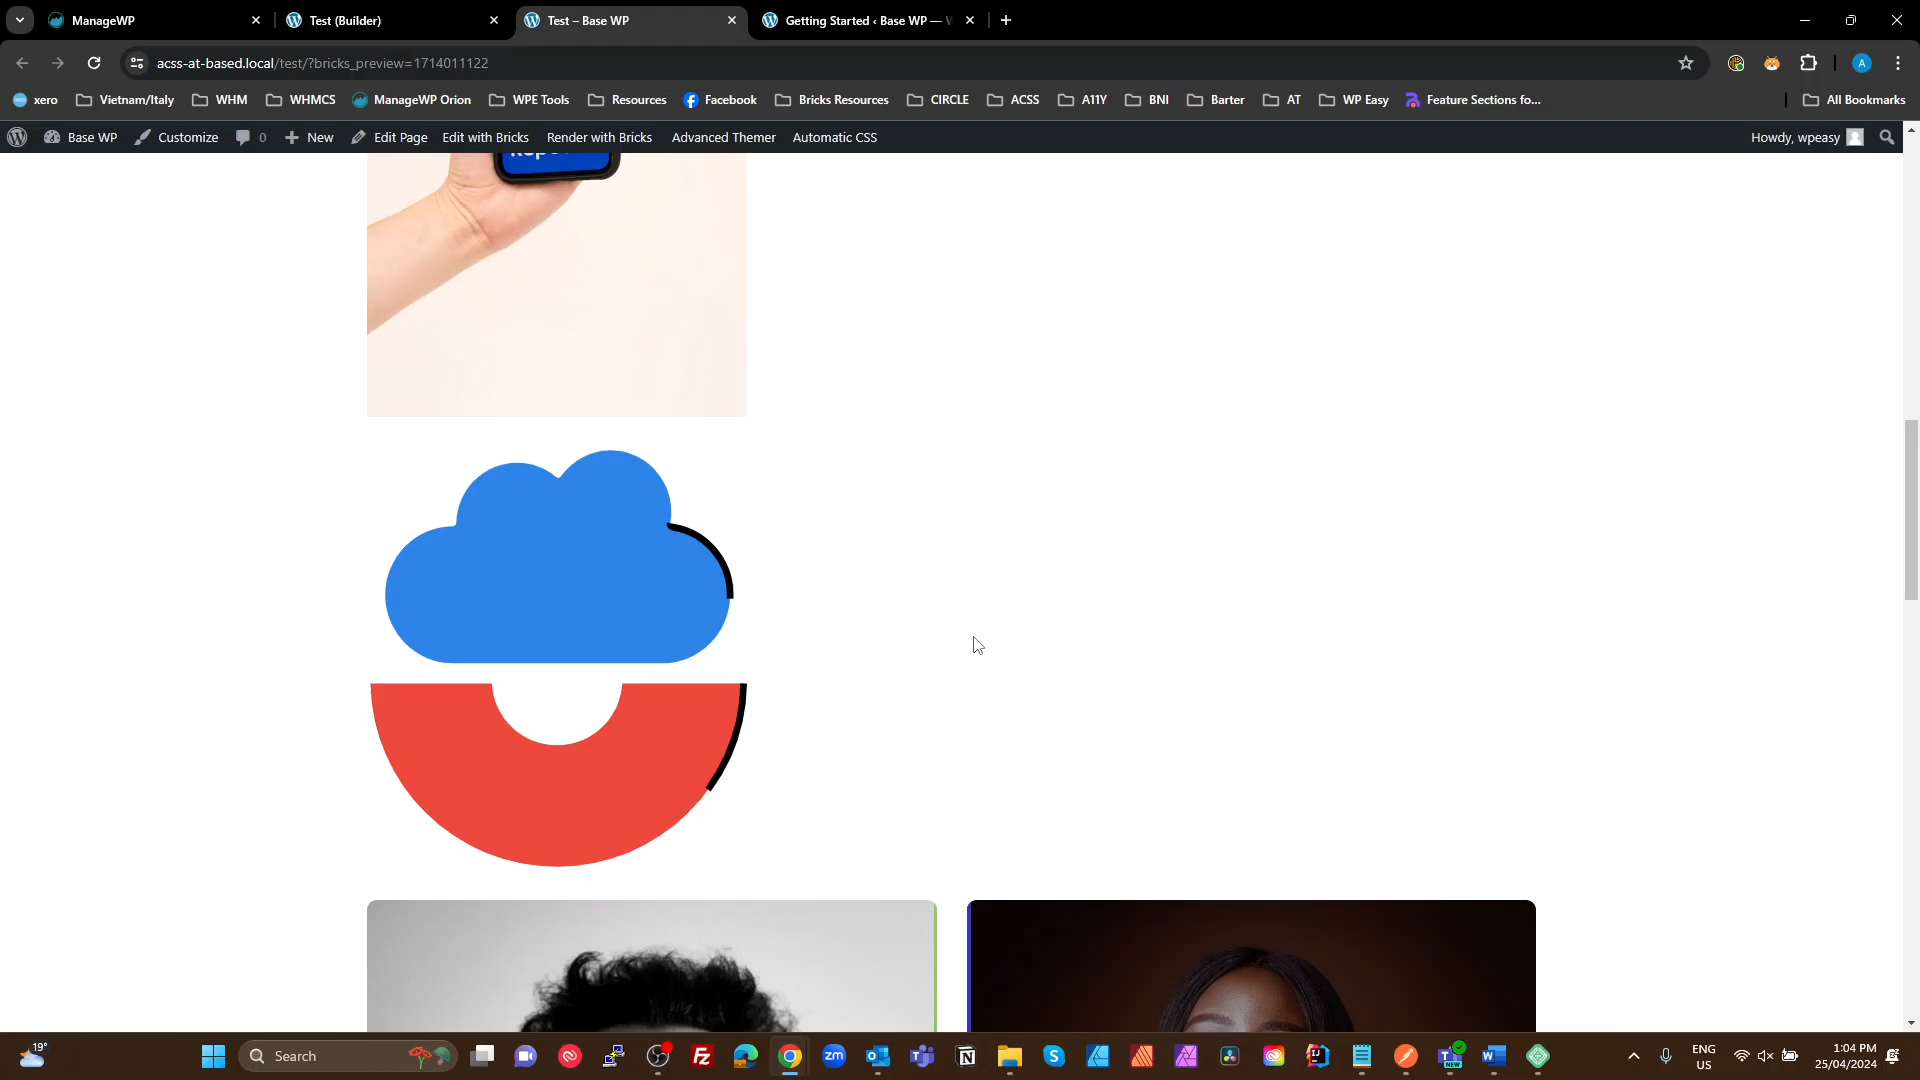 ManageWP
Test (Builder)
Test – Base WP
Getting Started ‹ Base WP —
acss-at-based.local/test/?bricks_preview=1714011122
xero
Vietnam/Italy
WHM
WHMCS
ManageWP Orion
WPE Tools
Resources
Facebook
Bricks Resources
CIRCLE
ACSS
A11Y
BNI
Barter
AT
WP Easy
Feature Sections fo...
All Bookmarks
Base WP
Customize
0
New
Edit Page
Edit with Bricks
Render with Bricks
Advanced Themer
Automatic CSS
Howdy, wpeasy
19°
Search
ENG
US
1:04 PM
25/04/2024